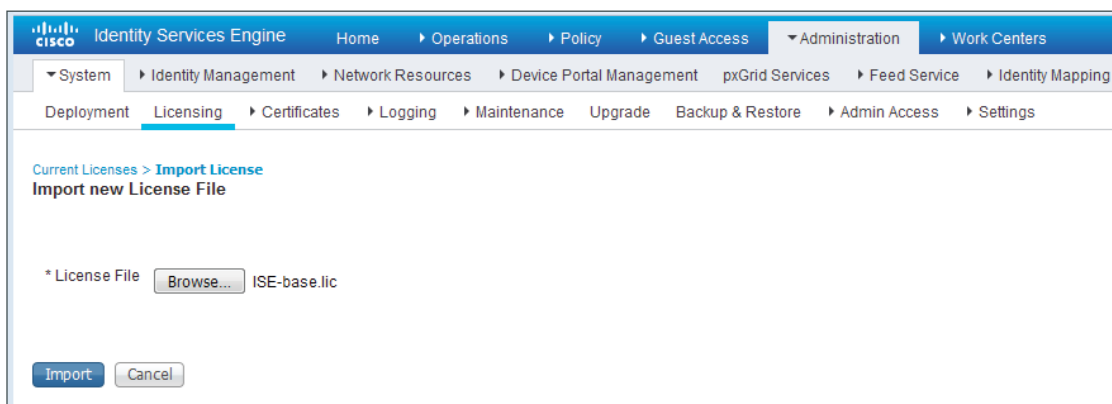 CISCO Identity Services Engine Home Operations Policy Guest Access Administration Work Centers
System Identity Management Network Resources Device Portal Management pxGrid Services Feed Service Identity Mapping
Deployment Licensing Certificates Logging Maintenance Upgrade Backup & Restore Admin Access Settings
Current Licenses > Import License
Import new License File
* License File Browse... ISE-base.lic
Import Cancel